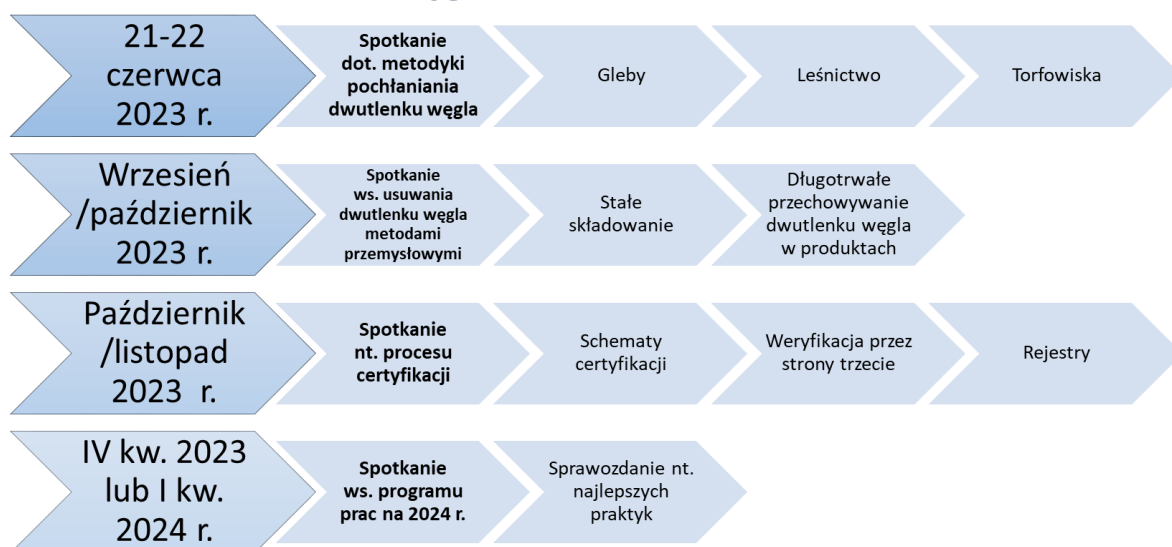 21-22
czerwca
2023 r.
Spotkanie
dot. metodyki
pochłaniania
dwutlenku węgla
Gleby
Leśnictwo
Torfowiska
Wrzesień
/październik
2023 r.
Spotkanie
ws. usuwania
dwutlenku węgla
metodami
przemysłowymi
Stałe
składowanie
Długotrwałe
przechowywanie
dwutlenku węgla
w produktach
Październik
/listopad
2023 r.
Spotkanie
nt. procesu
certyfikacji
Schematy
certyfikacji
Weryfikacja przez
strony trzecie
Rejestry
IV kw. 2023
lub I kw.
2024 r.
Spotkanie
ws. programu
prac na 2024 r.
Sprawozdanie nt.
najlepszych
praktyk